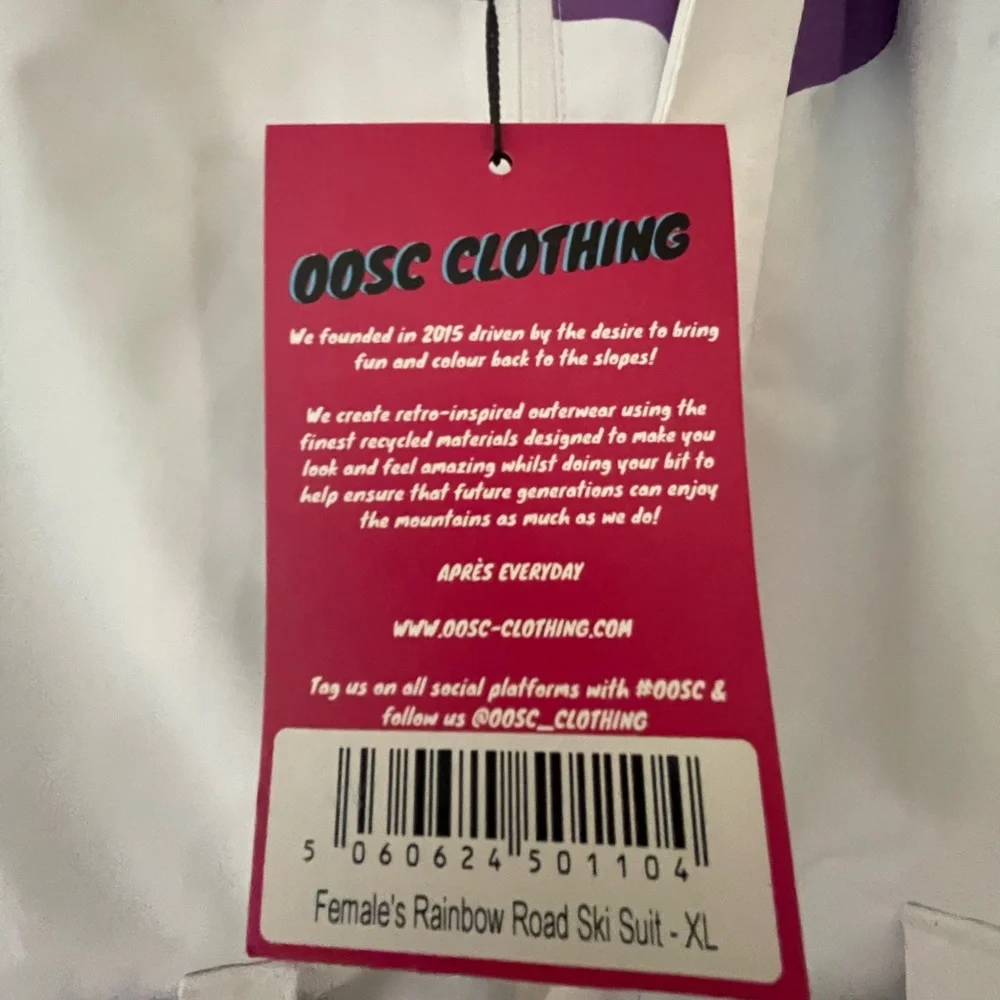 OOSC CLOTHING
We founded in 2015 driven by the desire to bring
fun and colour back to the slopes!
We create retro-inspired outerwear using the
finest recycled materials designed to make you
look and feel amazing whilst doing your bit to
help ensure that future generations can enjoy
the mountains as much as we do!
APRÈS EVERYDAY
WWW.OOSC-CLOTHING.COM
Tag us on all social platforms with #OOSC &
follow us @OOSC_CLOTHING
5 060624 501104
Female's Rainbow Road Ski Suit - XL